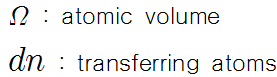 Ω : atomic volume
dn : transferring atoms